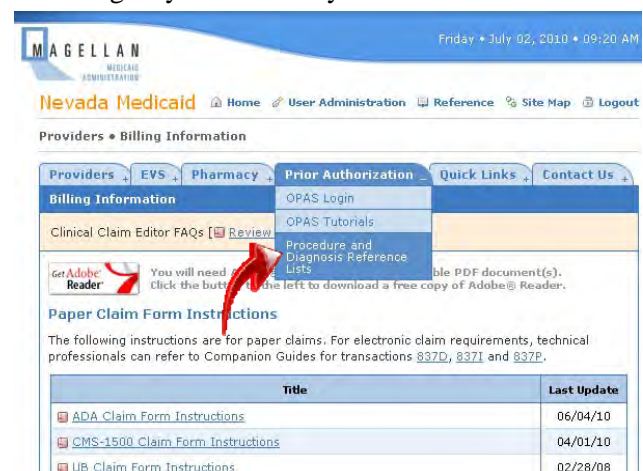 Friday • July 02, 2010 • 09:20 AM
MAGELLAN
MEDICAID
ADMINISTRATION
Nevada Medicaid Home User Administration Reference Site Map Logout
Providers • Billing Information
Providers + EVS + Pharmacy + Prior Authorization - Quick Links + Contact Us +
Billing Information
OPAS Login
OPAS Tutorials
Procedure and
Diagnosis Reference
Lists
Clinical Claim Editor FAQs [ Review
Get Adobe Reader
You will need ble PDF document(s).
Click the button to the left to download a free copy of Adobe® Reader.
Paper Claim Form Instructions
The following instructions are for paper claims. For electronic claim requirements, technical
professionals can refer to Companion Guides for transactions 837D, 837I and 837P.
Title Last Update
ADA Claim Form Instructions 06/04/10
CMS-1500 Claim Form Instructions 04/01/10
UB Claim Form Instructions 02/28/08